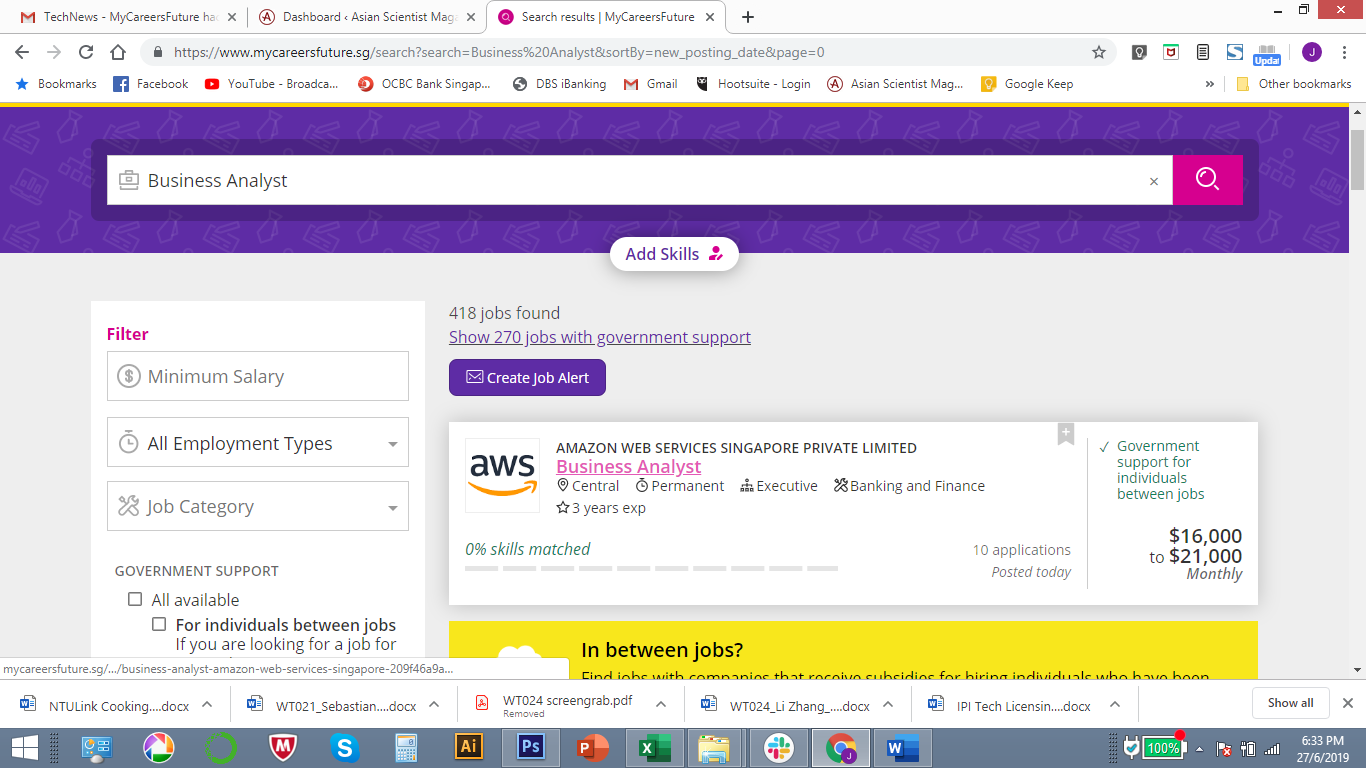 TechNews - MyCareersFuture ha
Dashboard ‹ Asian Scientist Maga
Search results | MyCareersFuture
https://www.mycareersfuture.sg/search?search=Business%20Analyst&sortBy=new_posting_date&page=0
Upda!
J
Bookmarks
Facebook
YouTube - Broadca...
OCBC Bank Singap...
DBS iBanking
Gmail
Hootsuite - Login
Asian Scientist Mag...
Google Keep
»
Other bookmarks
Business Analyst
Add Skills
Filter
Minimum Salary
All Employment Types
Job Category
GOVERNMENT SUPPORT
All available
For individuals between jobs
If you are looking for a job for
418 jobs found
Show 270 jobs with government support
Create Job Alert
aws
AMAZON WEB SERVICES SINGAPORE PRIVATE LIMITED
Business Analyst
Central Permanent Executive Banking and Finance
3 years exp
0% skills matched
10 applications
Posted today
Government
support for
individuals
between jobs
$16,000
to $21,000
Monthly
In between jobs?
Find jobs with companies that receive subsidies for hiring individuals who have been
mycareersfuture.sg/.../business-analyst-amazon-web-services-singapore-209f46a9a...
NTULink Cooking....docx
WT021_Sebastian....docx
WT024 screengrab.pdf
Removed
WT024_Li Zhang_....docx
IPI Tech Licensin....docx
Show all
Ai
Ps
100%
6:33 PM
27/6/2019